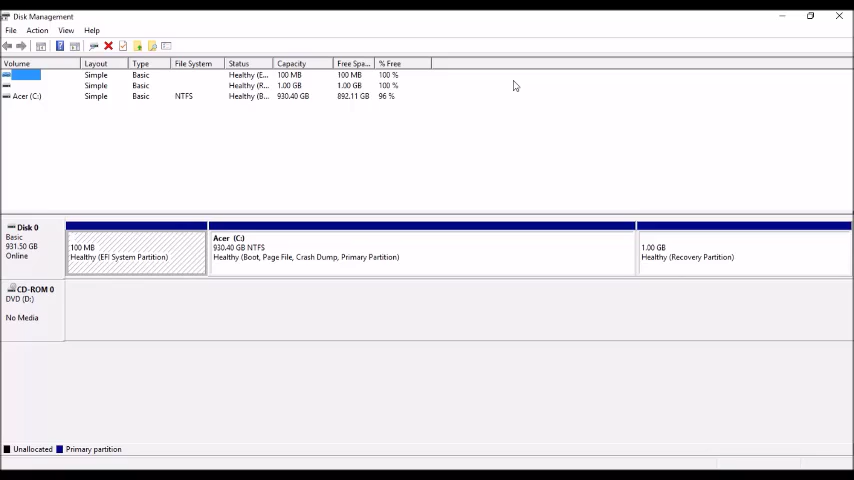 Disk Management
File Action View Help
Volume Layout Type File System Status Capacity Free Spa... % Free
Simple Basic Healthy (E... 100 MB 100 MB 100 %
Simple Basic Healthy (R... 1.00 GB 1.00 GB 100 %
Acer (C:) Simple Basic NTFS Healthy (B... 930.40 GB 892.11 GB 96 %
Disk 0
Basic
931.50 GB
Online
100 MB
Healthy (EFI System Partition)
Acer (C:)
930.40 GB NTFS
Healthy (Boot, Page File, Crash Dump, Primary Partition)
1.00 GB
Healthy (Recovery Partition)
CD-ROM 0
DVD (D:)
No Media
Unallocated Primary partition